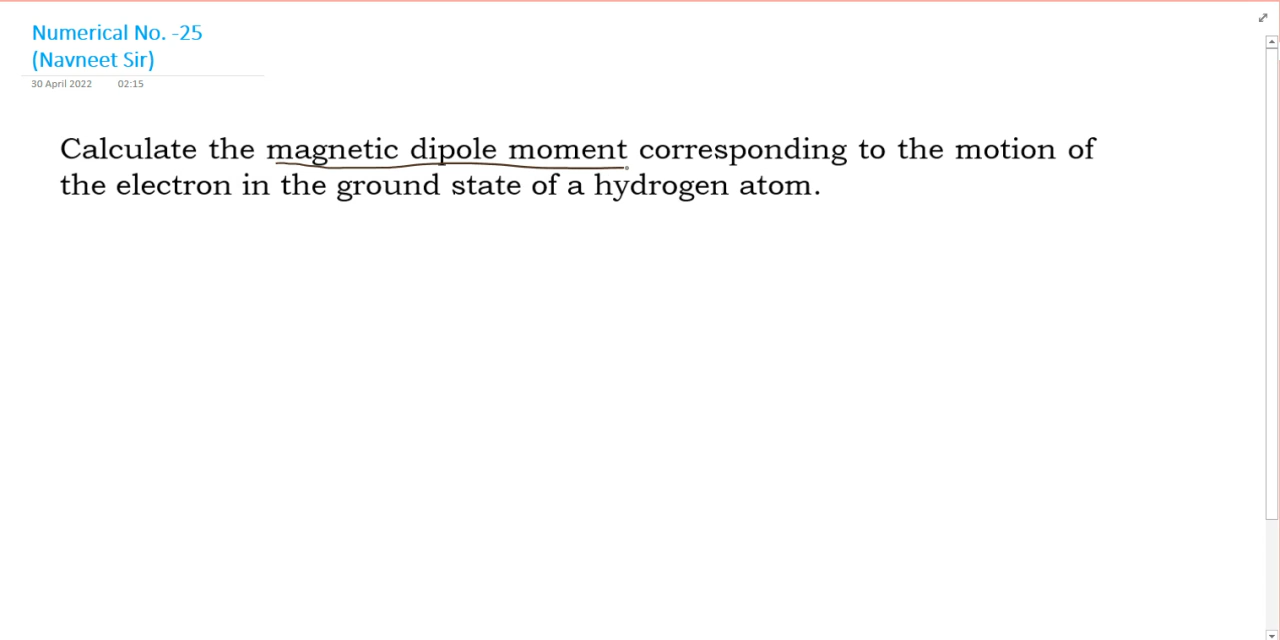 Numerical No. -25
(Navneet Sir)
30 April 2022 02:15
Calculate the magnetic dipole moment corresponding to the motion of
the electron in the ground state of a hydrogen atom.